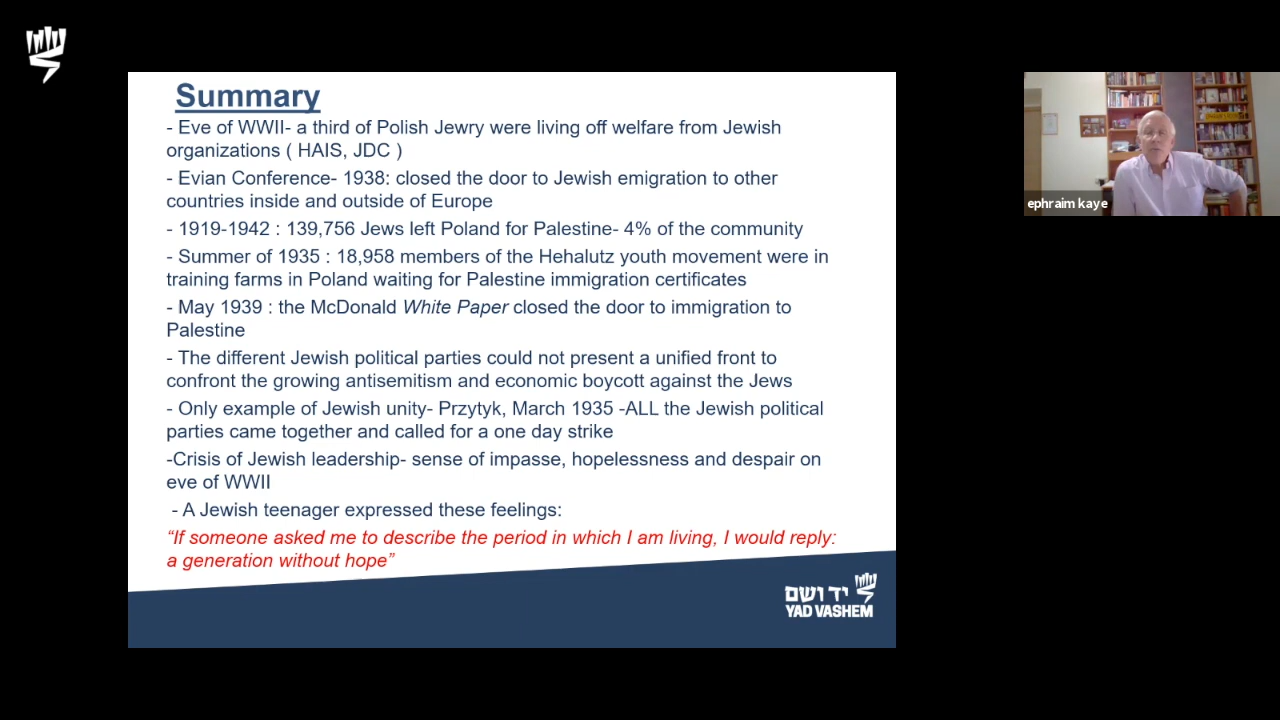 Summary
- Eve of WWII- a third of Polish Jewry were living off welfare from Jewish
organizations ( HAIS, JDC )
- Evian Conference- 1938: closed the door to Jewish emigration to other
countries inside and outside of Europe
- 1919-1942 : 139,756 Jews left Poland for Palestine- 4% of the community
- Summer of 1935 : 18,958 members of the Hehalutz youth movement were in
training farms in Poland waiting for Palestine immigration certificates
- May 1939 : the McDonald White Paper closed the door to immigration to
Palestine
- The different Jewish political parties could not present a unified front to
confront the growing antisemitism and economic boycott against the Jews
- Only example of Jewish unity- Przytyk, March 1935 -ALL the Jewish political
parties came together and called for a one day strike
-Crisis of Jewish leadership- sense of impasse, hopelessness and despair on
eve of WWII
- A Jewish teenager expressed these feelings:
“If someone asked me to describe the period in which I am living, I would reply:
a generation without hope”
יד ושם
YAD VASHEM
ephraim kaye